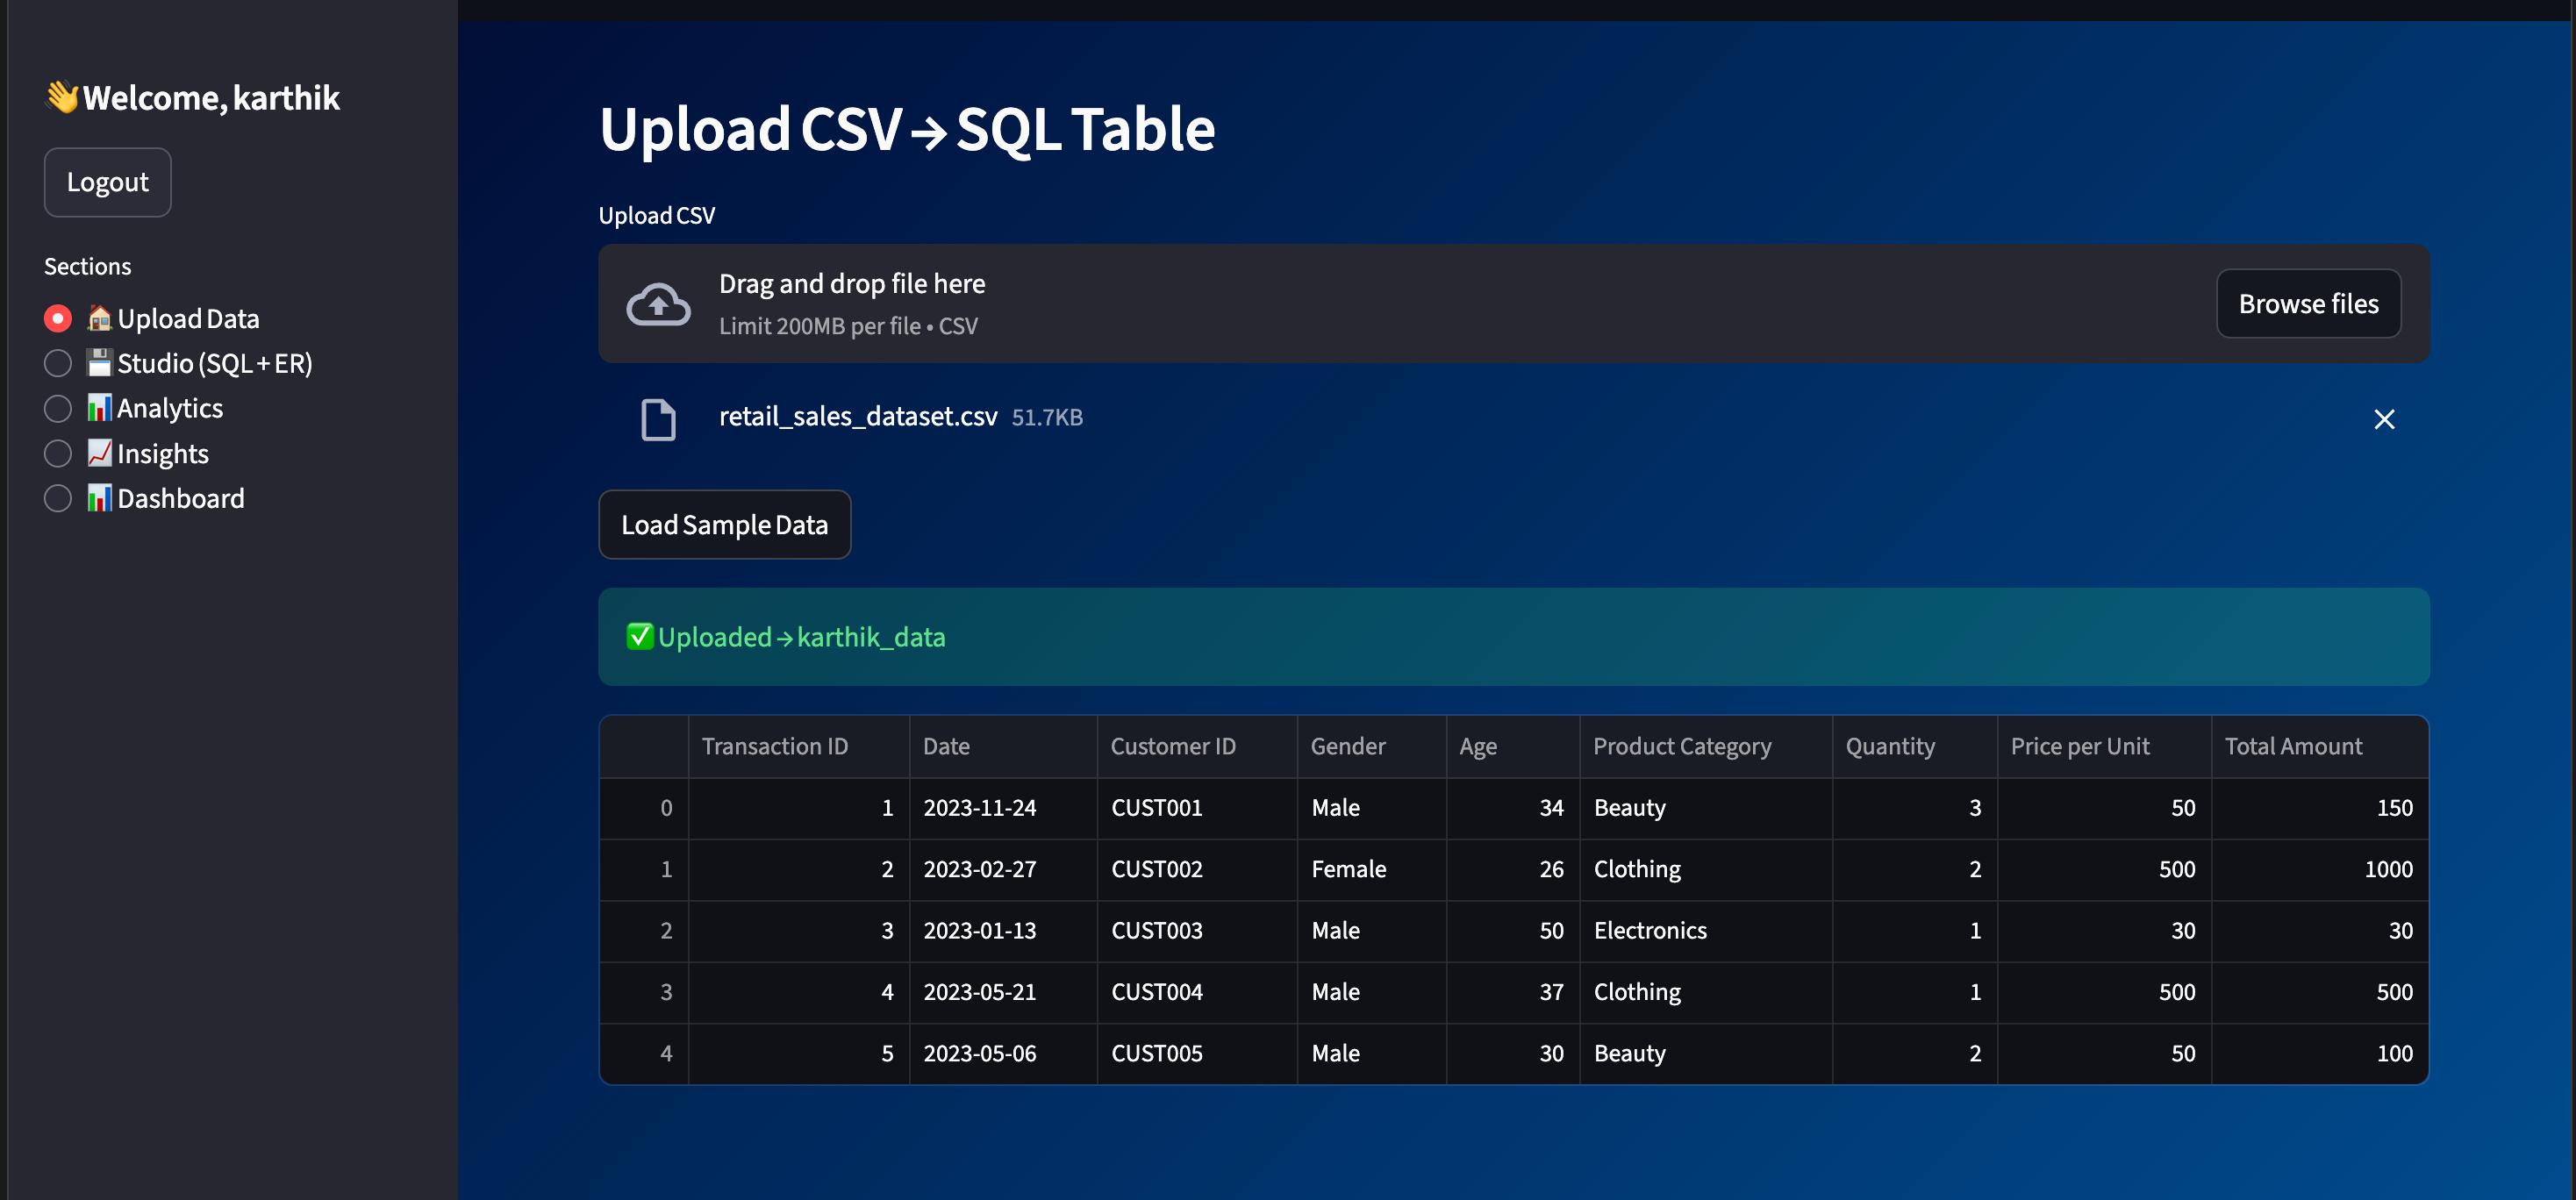 👋 Welcome, karthik
Logout
Sections
🏠 Upload Data
💾 Studio (SQL + ER)
📊 Analytics
📈 Insights
📊 Dashboard
Upload CSV → SQL Table
Upload CSV
Drag and drop file here
Limit 200MB per file • CSV
Browse files
retail_sales_dataset.csv 51.7KB
Load Sample Data
✅ Uploaded → karthik_data
Transaction ID Date Customer ID Gender Age Product Category Quantity Price per Unit Total Amount
0 1 2023-11-24 CUST001 Male 34 Beauty 3 50 150
1 2 2023-02-27 CUST002 Female 26 Clothing 2 500 1000
2 3 2023-01-13 CUST003 Male 50 Electronics 1 30 30
3 4 2023-05-21 CUST004 Male 37 Clothing 1 500 500
4 5 2023-05-06 CUST005 Male 30 Beauty 2 50 100